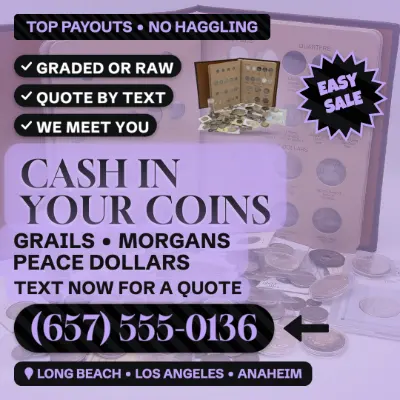 TOP PAYOUTS • NO HAGGLING
✓ GRADED OR RAW
✓ QUOTE BY TEXT
✓ WE MEET YOU
EASY
SALE
QUARTERS
CASH IN
YOUR COINS
GRAILS • MORGANS
PEACE DOLLARS
TEXT NOW FOR A QUOTE
(657) 555-0136
LONG BEACH • LOS ANGELES • ANAHEIM